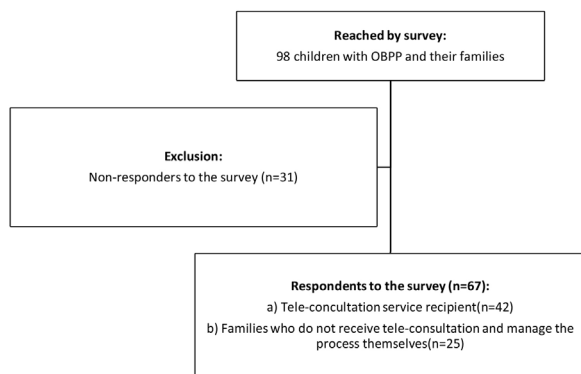 Reached by survey:
98 children with OBPP and their families
Exclusion:
Non-responders to the survey (n=31)
Respondents to the survey (n=67):
a) Tele-concultation service recipient(n=42)
b) Families who do not receive tele-consultation and manage the
process themselves(n=25)